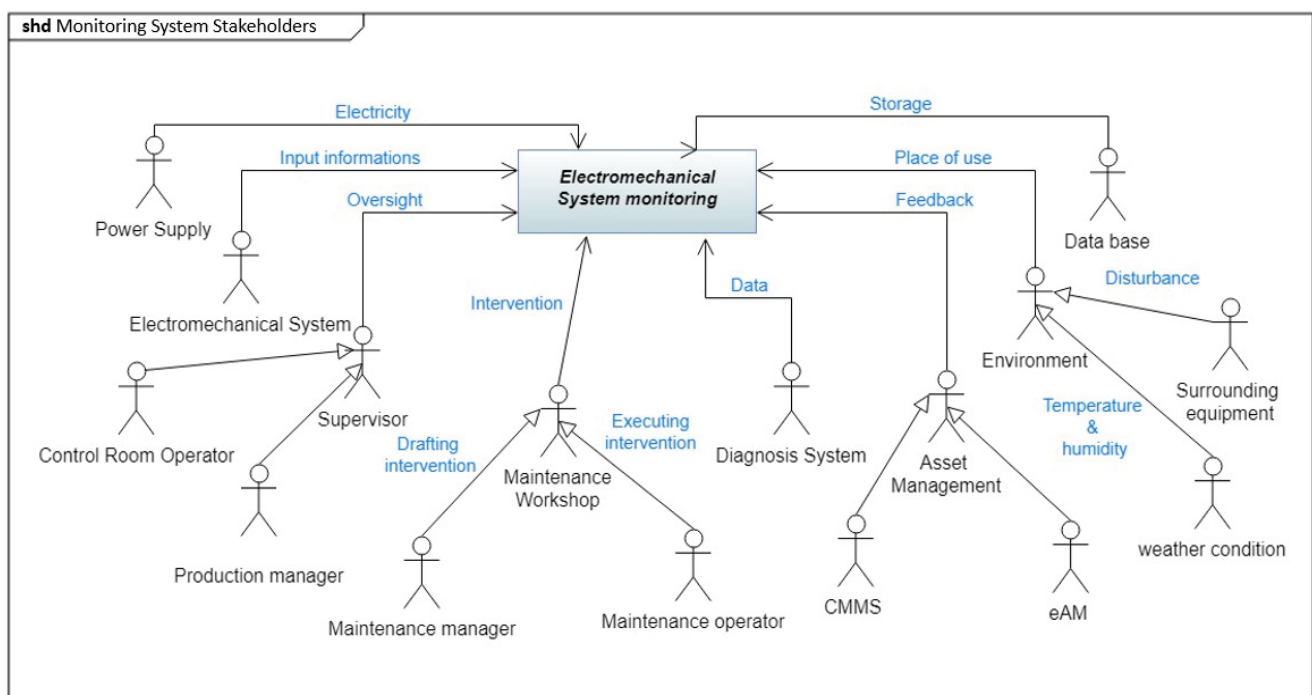 shd Monitoring System Stakeholders
Electricity
Storage
Input informations
Place of use
Electromechanical
System monitoring
Oversight
Feedback
Power Supply
Data base
Disturbance
Data
Intervention
Electromechanical System
Environment
Surrounding
equipment
Supervisor
Temperature
&
humidity
Control Room Operator
Drafting
intervention
Executing
intervention
Diagnosis System
Asset
Management
Maintenance
Workshop
weather condition
Production manager
CMMS
eAM
Maintenance manager
Maintenance operator